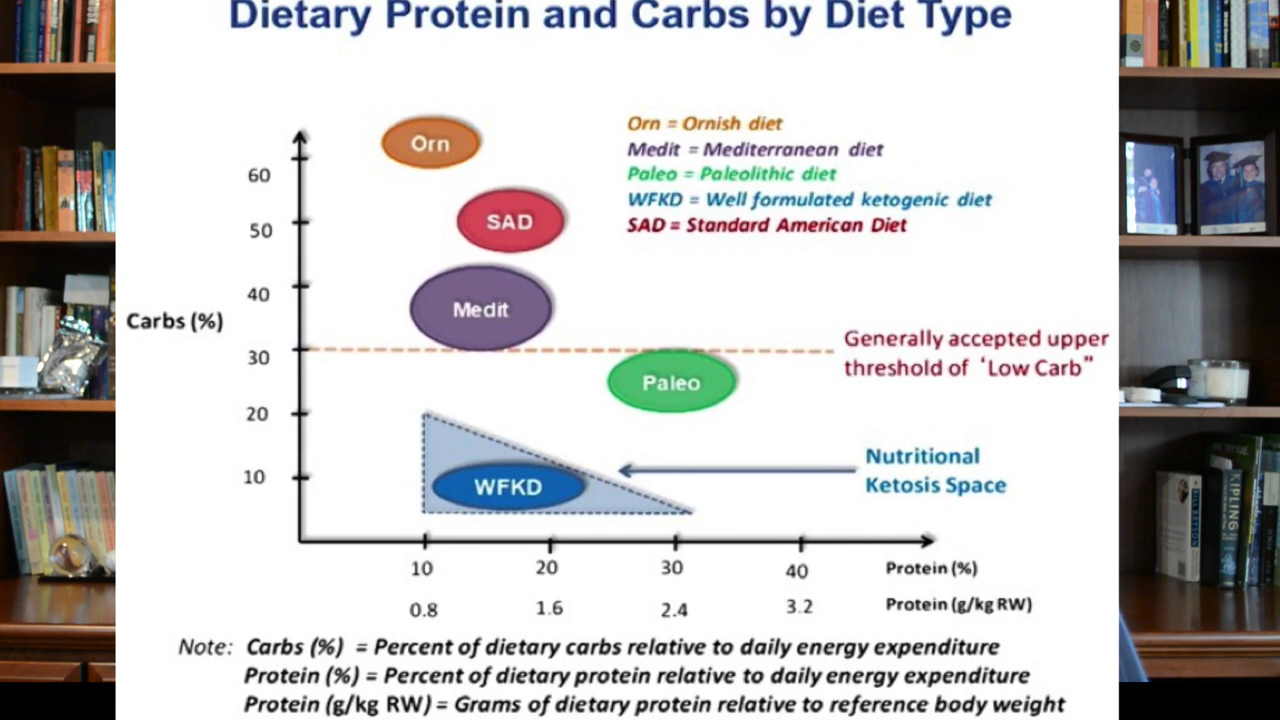 Dietary Protein and Carbs by Diet Type
Orn
Orn = Ornish diet
Medit = Mediterranean diet
Paleo = Paleolithic diet
WFKD = Well formulated ketogenic diet
SAD = Standard American Diet
60
SAD
50
40
Medit
Carbs (%)
Generally accepted upper
threshold of ‘Low Carb”
30
Paleo
20
Nutritional
Ketosis Space
10
WFKD
10 20 30 40 Protein (%)
0.8 1.6 2.4 3.2 Protein (g/kg RW)
Note: Carbs (%) = Percent of dietary carbs relative to daily energy expenditure
Protein (%) = Percent of dietary protein relative to daily energy expenditure
Protein (g/kg RW) = Grams of dietary protein relative to reference body weight
KIPLING